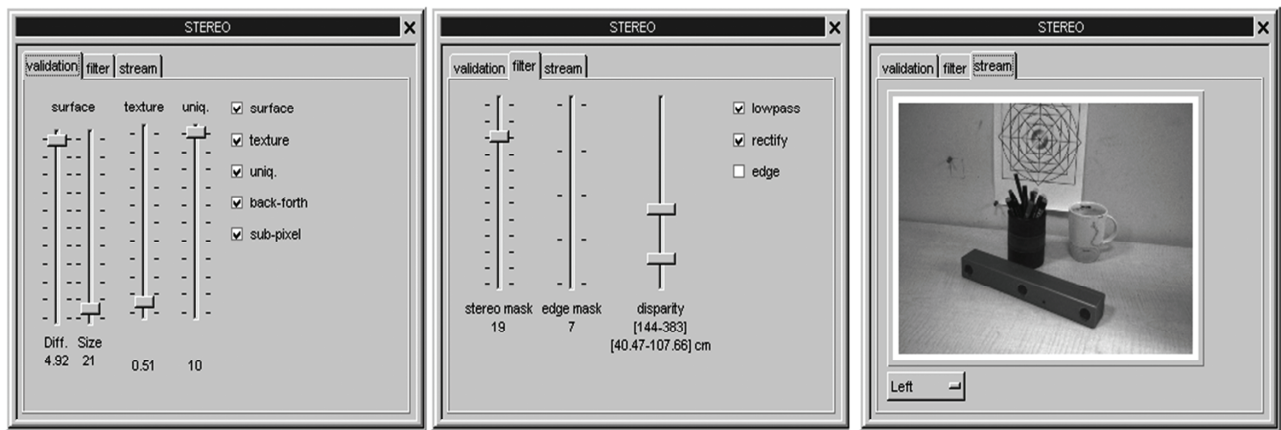 STEREO
validation filter stream
surface texture uniq.
surface
texture
uniq.
back-forth
sub-pixel
Diff. Size
4.92 21 0.51 10
STEREO
validation filter stream
lowpass
rectify
edge
stereo mask edge mask disparity
19 7 [144-383]
[40.47-107.66] cm
STEREO
validation filter stream
Left